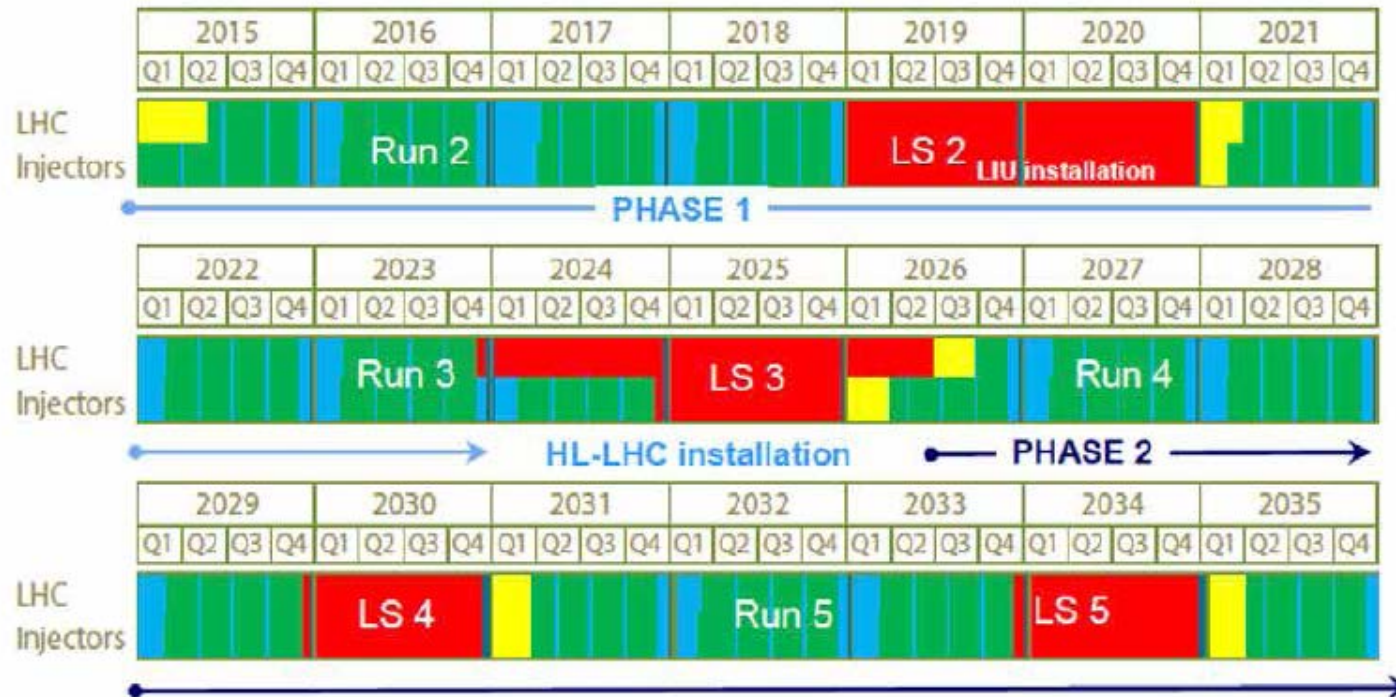 2015 2016 2017 2018 2019 2020 2021
Q1 Q2 Q3 Q4 Q1 Q2 Q3 Q4 Q1 Q2 Q3 Q4 Q1 Q2 Q3 Q4 Q1 Q2 Q3 Q4 Q1 Q2 Q3 Q4 Q1 Q2 Q3 Q4
LHC
Run 2 LS 2
Injectors
LIU installation
PHASE 1
2022 2023 2024 2025 2026 2027 2028
Q1 Q2 Q3 Q4 Q1 Q2 Q3 Q4 Q1 Q2 Q3 Q4 Q1 Q2 Q3 Q4 Q1 Q2 Q3 Q4 Q1 Q2 Q3 Q4 Q1 Q2 Q3 Q4
LHC
Run 3 LS 3 Run 4
Injectors
HL-LHC installation PHASE 2
2029 2030 2031 2032 2033 2034 2035
Q1 Q2 Q3 Q4 Q1 Q2 Q3 Q4 Q1 Q2 Q3 Q4 Q1 Q2 Q3 Q4 Q1 Q2 Q3 Q4 Q1 Q2 Q3 Q4 Q1 Q2 Q3 Q4
LHC
LS 4 Run 5 LS 5
Injectors